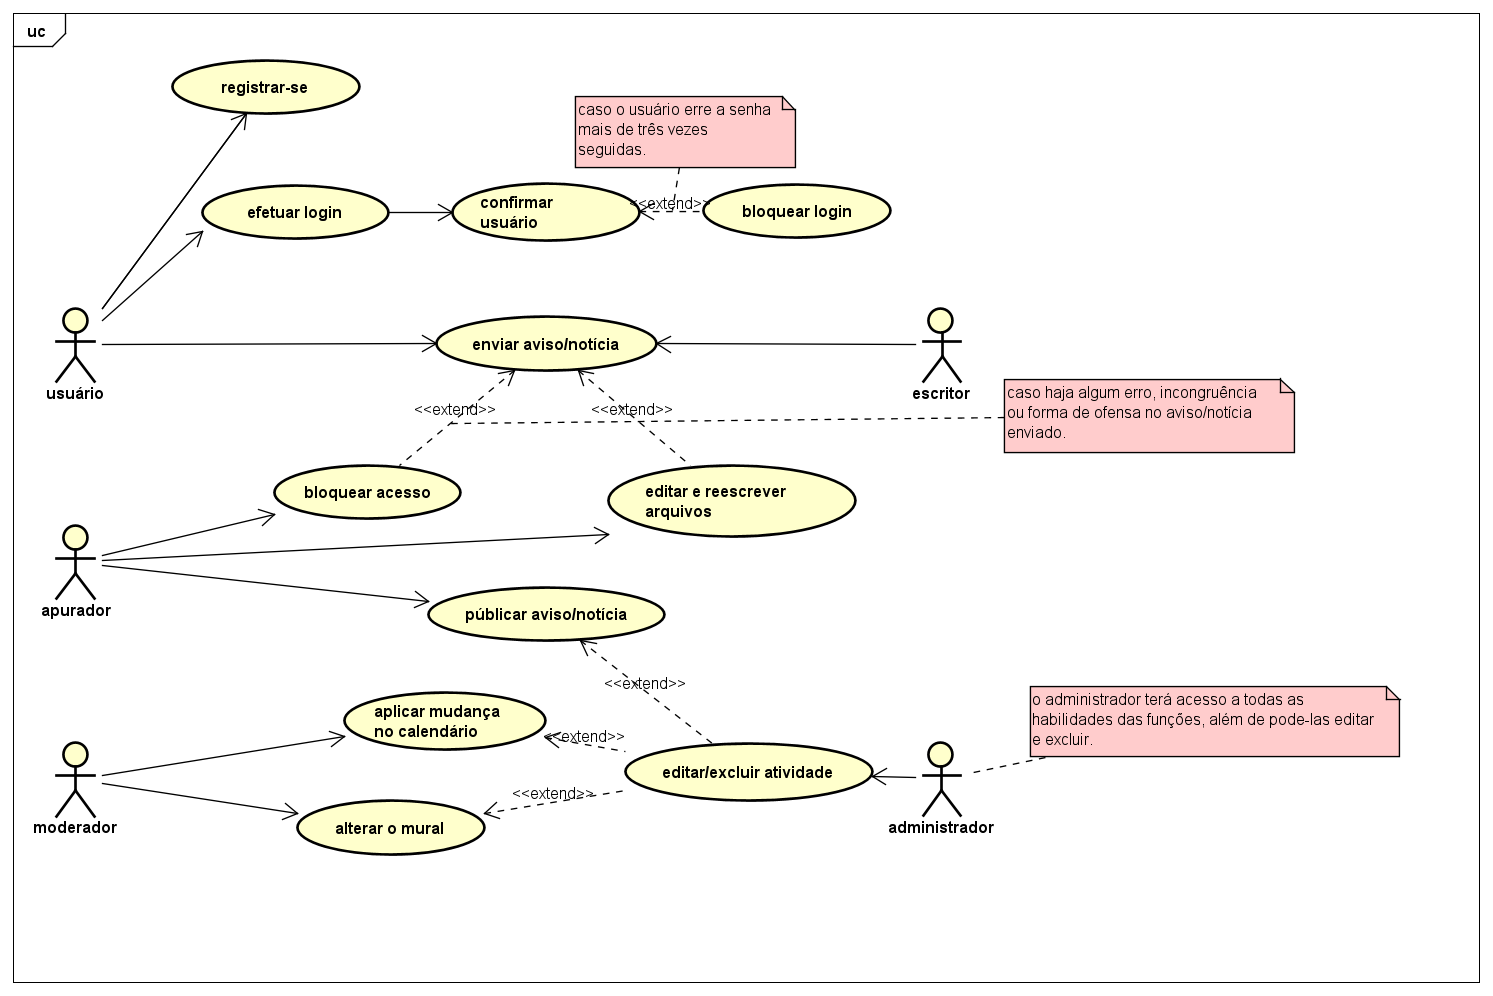 uc
registrar-se
caso o usuário erre a senha
mais de três vezes
seguidas.
efetuar login
confirmar
usuário
<<extend>>
bloquear login
usuário
enviar aviso/notícia
escritor
<<extend>>
<<extend>>
caso haja algum erro, incongruência
ou forma de ofensa no aviso/notícia
enviado.
bloquear acesso
editar e reescrever
arquivos
apurador
públicar aviso/notícia
<<extend>>
o administrador terá acesso a todas as
habilidades das funções, além de pode-las editar
e excluir.
aplicar mudança
no calendário
<<extend>>
editar/excluir atividade
<<extend>>
moderador
alterar o mural
administrador